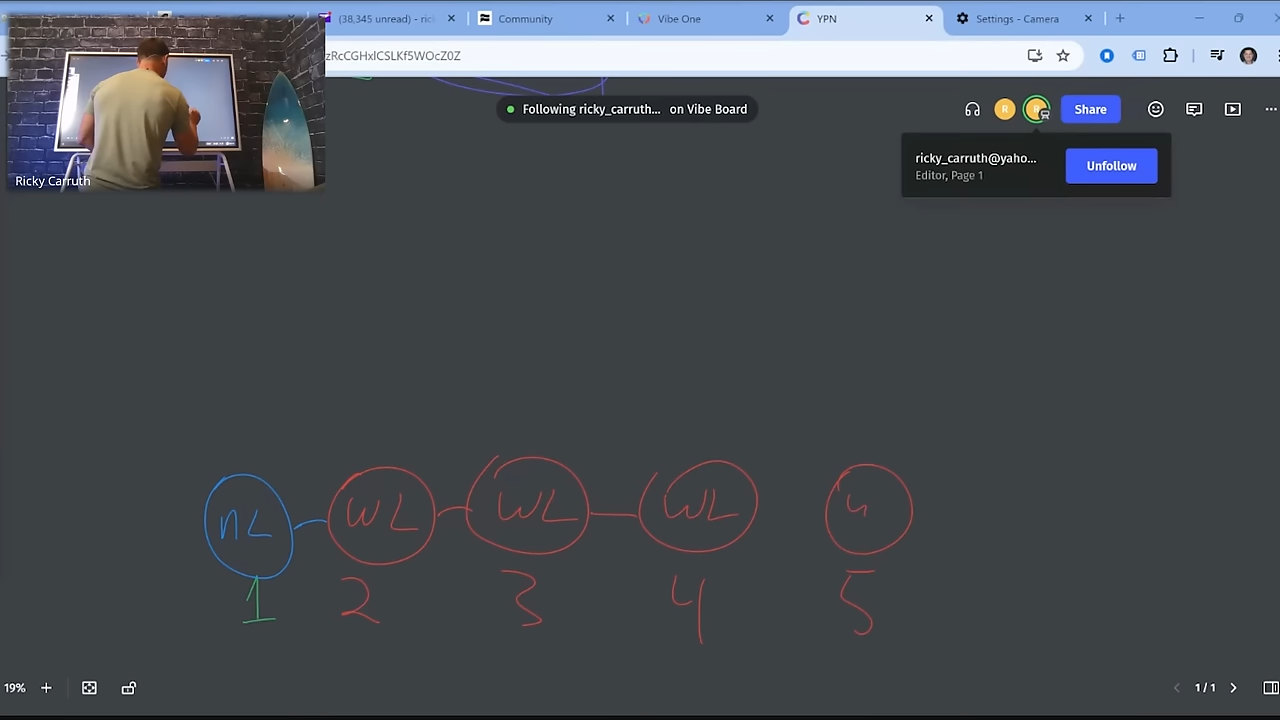 (38,345 unread) - rick
Community
Vibe One
YPN
Settings - Camera
zRcCGHxlCSLKf5WOcZ0Z
Following ricky_carruth... on Vibe Board
R
R
Share
ricky_carruth@yaho...
Editor, Page 1
Unfollow
Ricky Carruth
nL
WL
WL
WL
1
2
3
4
5
19%
1/1